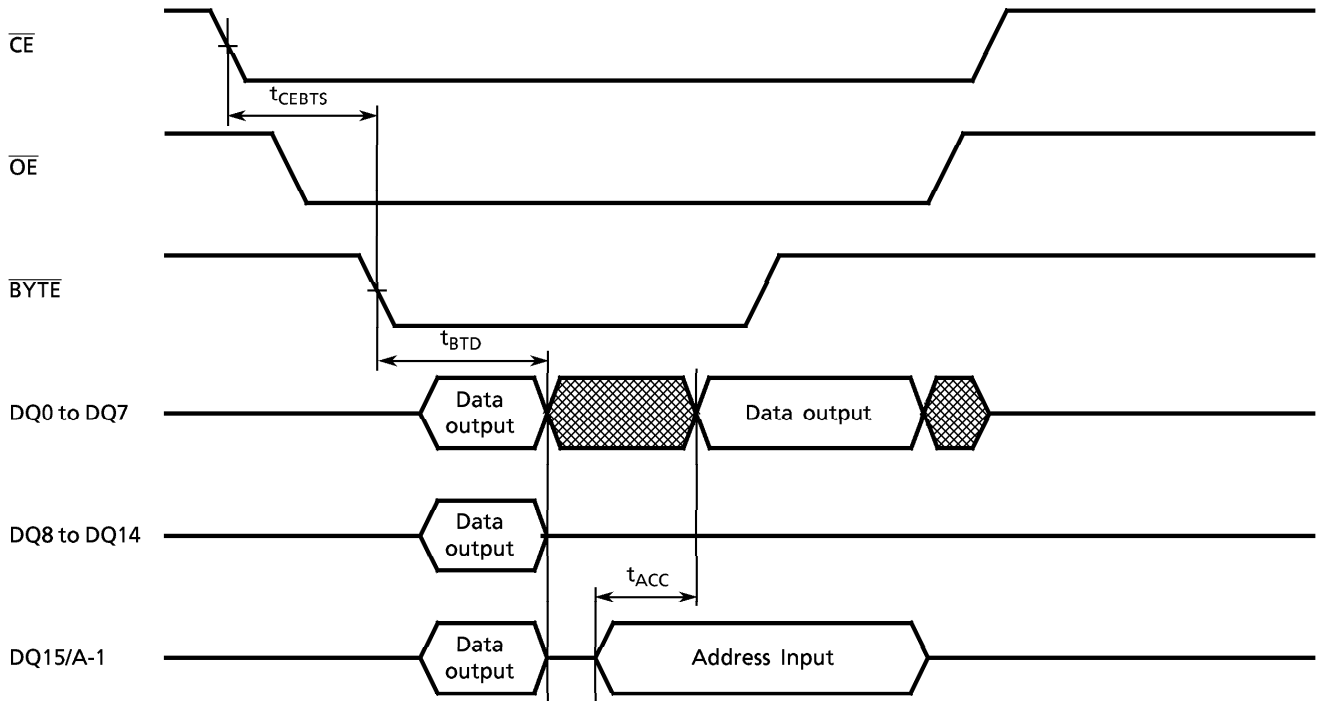 CE
tCEBTS
OE
BYTE
tBTD
DQ0 to DQ7
Data
output
Data output
DQ8 to DQ14
Data
output
tACC
DQ15/A-1
Data
output
Address Input